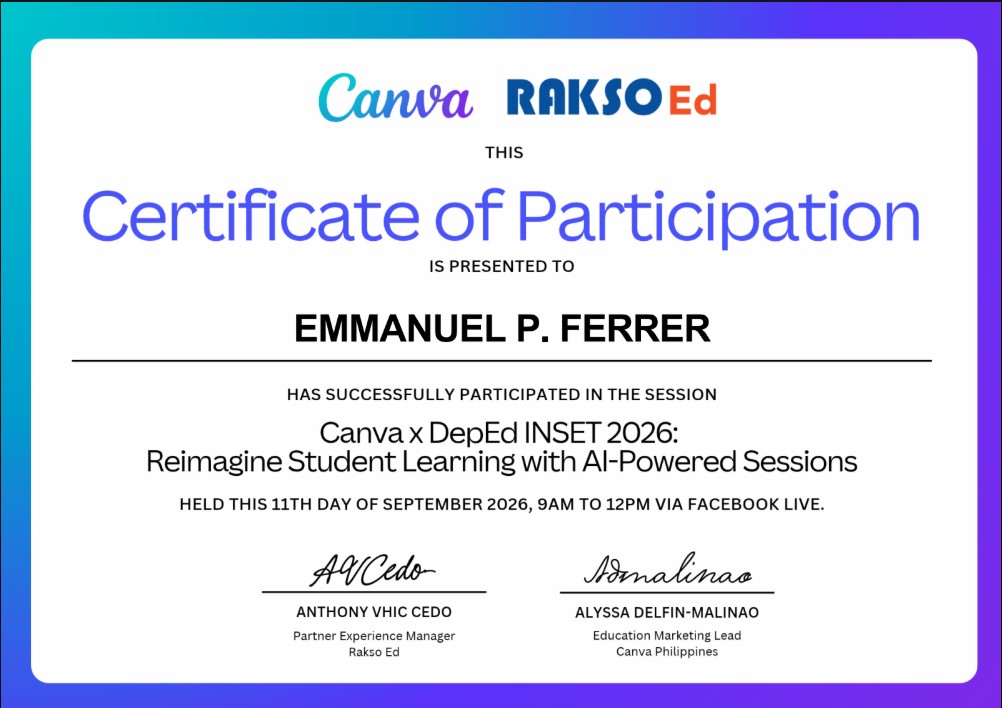 Canva RAKSO Ed
THIS
Certificate of Participation
IS PRESENTED TO
EMMANUEL P. FERRER
HAS SUCCESSFULLY PARTICIPATED IN THE SESSION
Canva x DepEd INSET 2026:
Reimagine Student Learning with AI-Powered Sessions
HELD THIS 11TH DAY OF SEPTEMBER 2026, 9AM TO 12PM VIA FACEBOOK LIVE.
AVCedo
Admalinao
ANTHONY VHIC CEDO
Partner Experience Manager
Rakso Ed
ALYSSA DELFIN-MALINAO
Education Marketing Lead
Canva Philippines